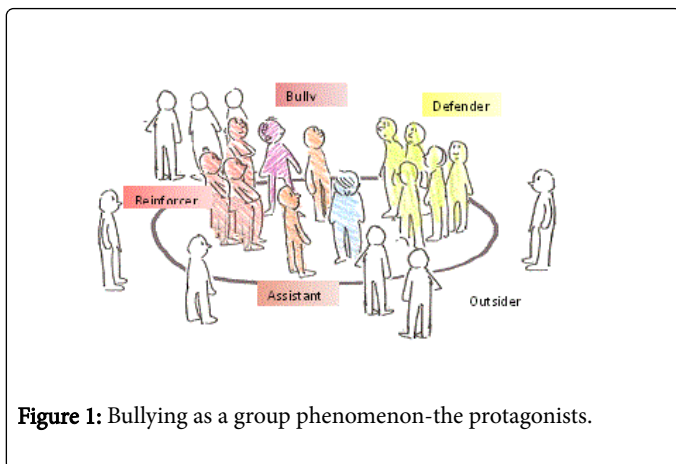 Bully
Defender
Reinforcer
Assistant
Outsider
Figure 1: Bullying as a group phenomenon-the protagonists.